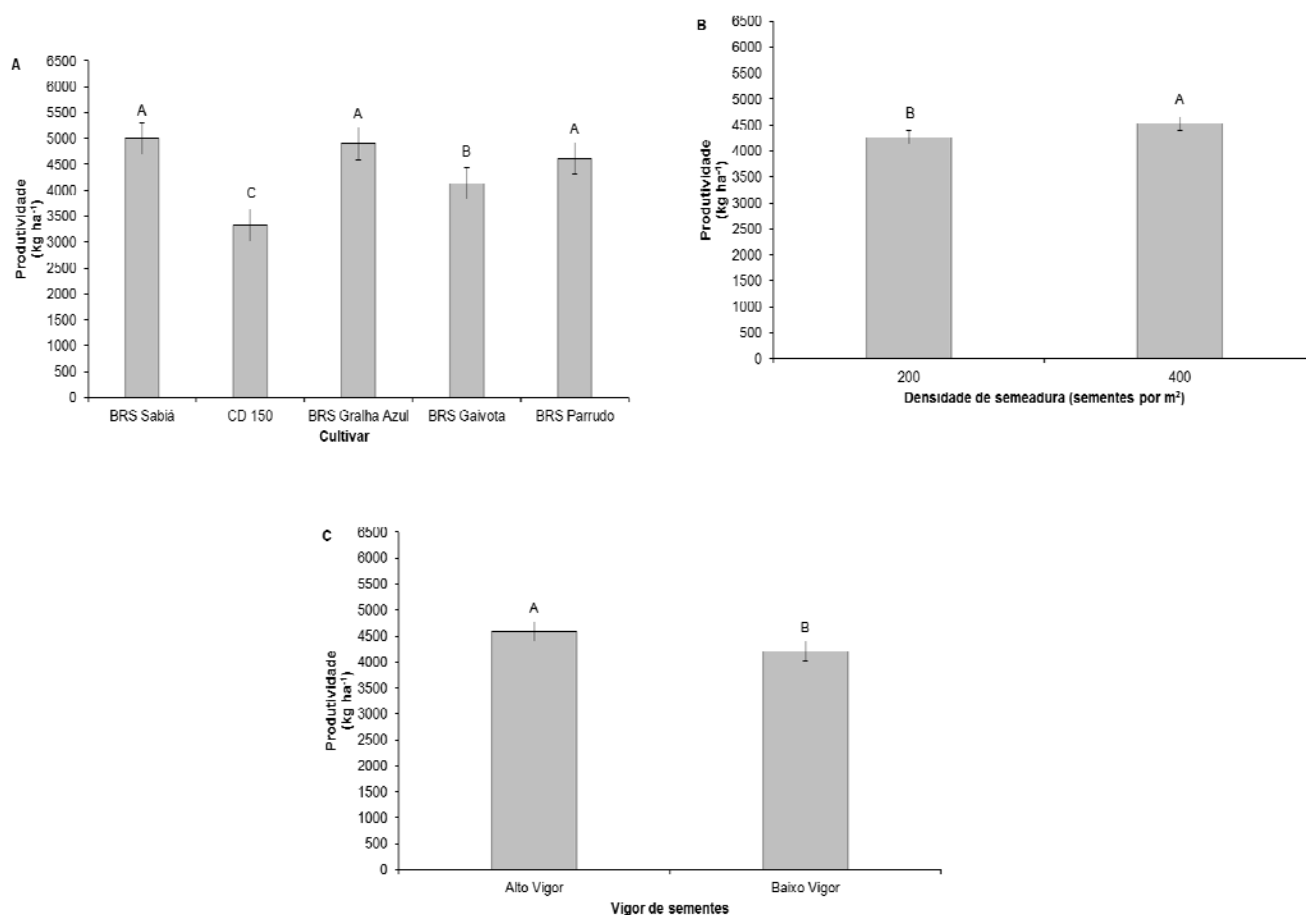 A
Produtividade
(kg ha⁻¹)
6500
6000
5500
5000
4500
4000
3500
3000
2500
2000
1500
1000
500
0
A
C
A
B
A
BRS Sabiá CD 150 BRS Gralha Azul BRS Gaivota BRS Parrudo
Cultivar
B
Produtividade
(kg ha⁻¹)
6500
6000
5500
5000
4500
4000
3500
3000
2500
2000
1500
1000
500
0
B
A
200 400
Densidade de semeadura (sementes por m²)
C
Produtividade
(kg ha⁻¹)
6500
6000
5500
5000
4500
4000
3500
3000
2500
2000
1500
1000
500
0
A
B
Alto Vigor Baixo Vigor
Vigor de sementes